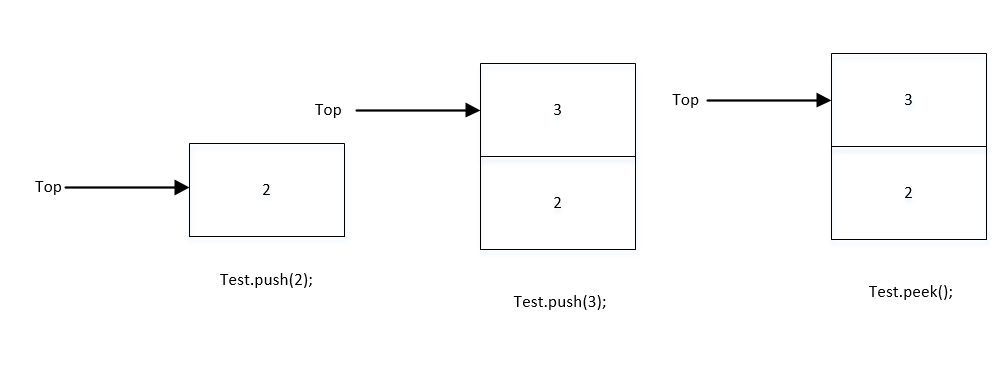 Top
2
Test.push(2);
Top
3
2
Test.push(3);
Top
3
2
Test.peek();